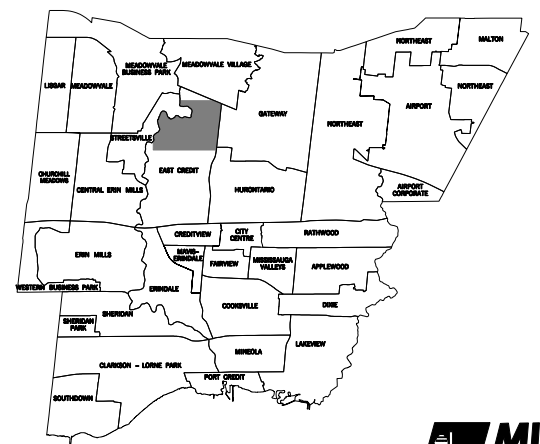 NORTHEAST
MALTON
MEADOWVALE
BUSINESS PARK
MEADOWVALE VILLAGE
LISGAR
MEADOWVALE
NORTHEAST
AIRPORT
GATEWAY
NORTHEAST
STREETSVILLE
EAST CREDIT
CHURCHILL
MEADOWS
CENTRAL ERIN MILLS
HURONTARIO
AIRPORT
CORPORATE
CREDITVIEW
CITY
CENTRE
RATHWOOD
ERIN MILLS
MAVIS-
ERINDALE
FAIRVIEW
MISSISSAUGA
VALLEYS
APPLEWOOD
WESTERN BUSINESS PARK
ERINDALE
COOKSVILLE
DIXIE
SHERIDAN
SHERIDAN
PARK
LAKEVIEW
MINEOLA
CLARKSON - LORNE PARK
PORT CREDIT
SOUTHDOWN